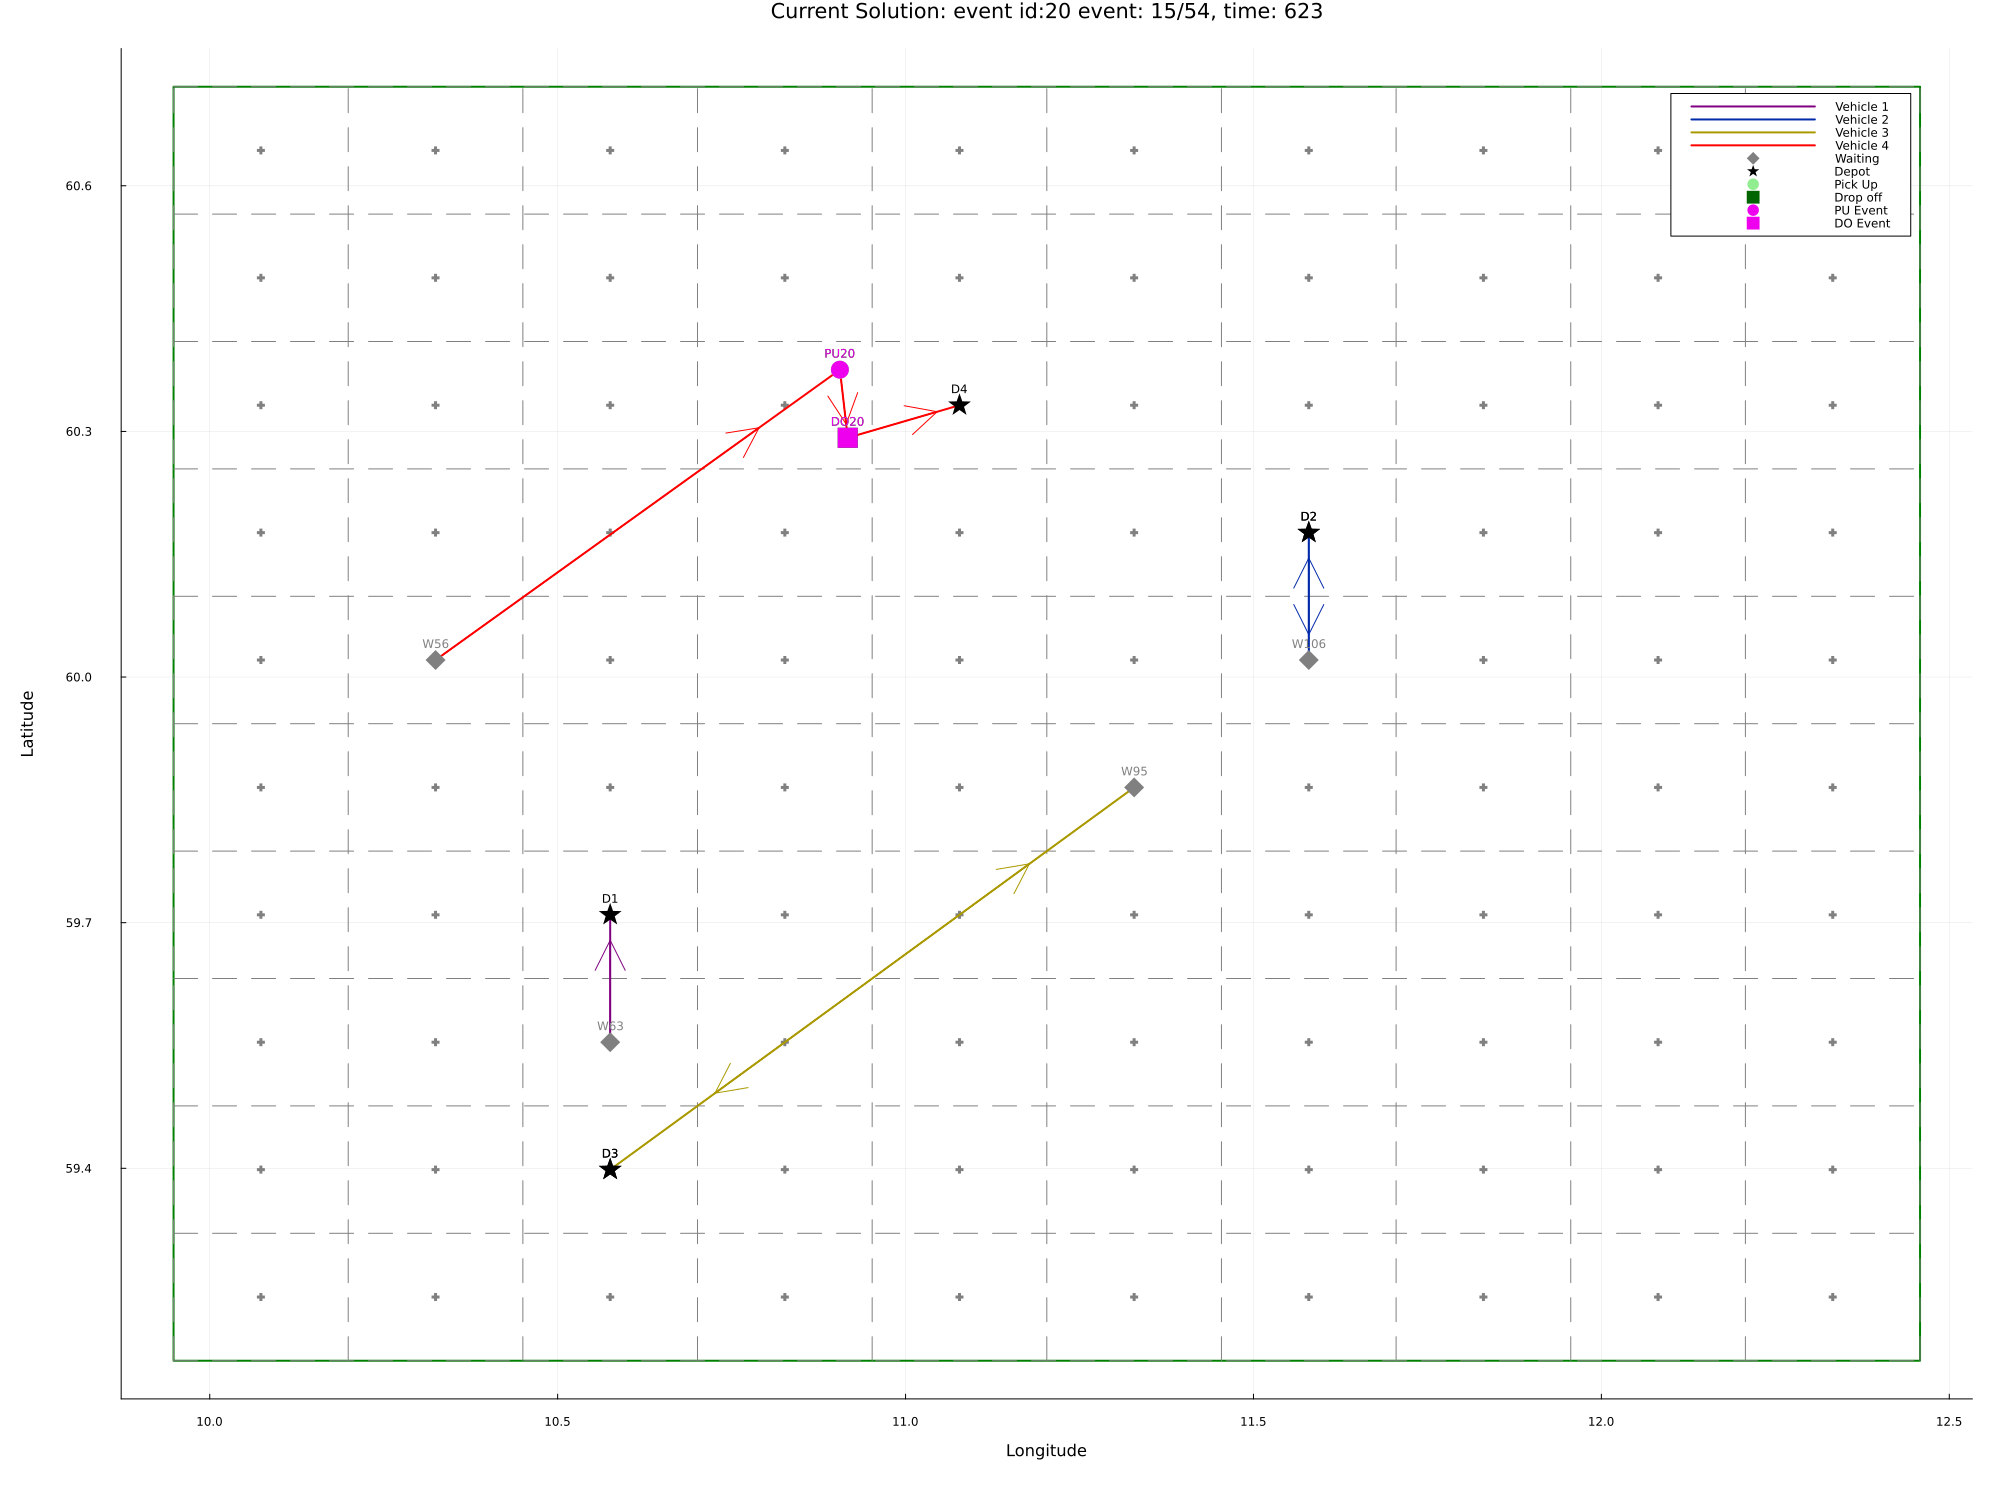 Current Solution: event id:20 event: 15/54, time: 623
Vehicle 1
Vehicle 2
Vehicle 3
Vehicle 4
Waiting
Depot
Pick Up
Drop off
PU Event
DO Event
60.6
PU20
D4
DO20
60.3
D2
W56
W106
60.0
Latitude
W95
D1
59.7
W63
D3
59.4
10.0
10.5
11.0
11.5
12.0
12.5
Longitude